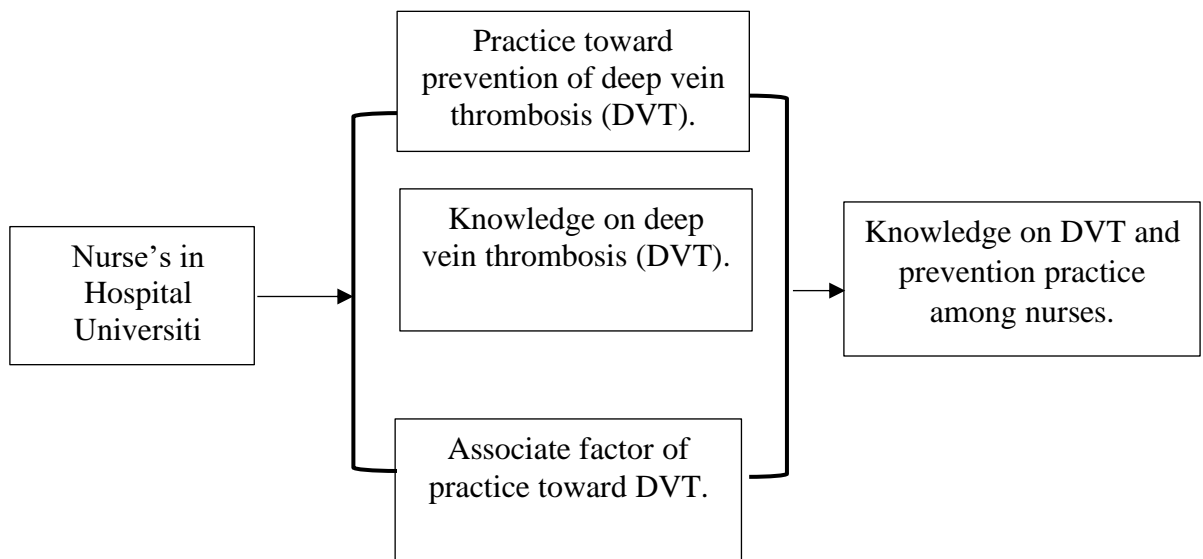 Practice toward
prevention of deep vein
thrombosis (DVT).
Nurse’s in
Hospital
Universiti
Knowledge on deep
vein thrombosis (DVT).
Associate factor of
practice toward DVT.
Knowledge on DVT and
prevention practice
among nurses.